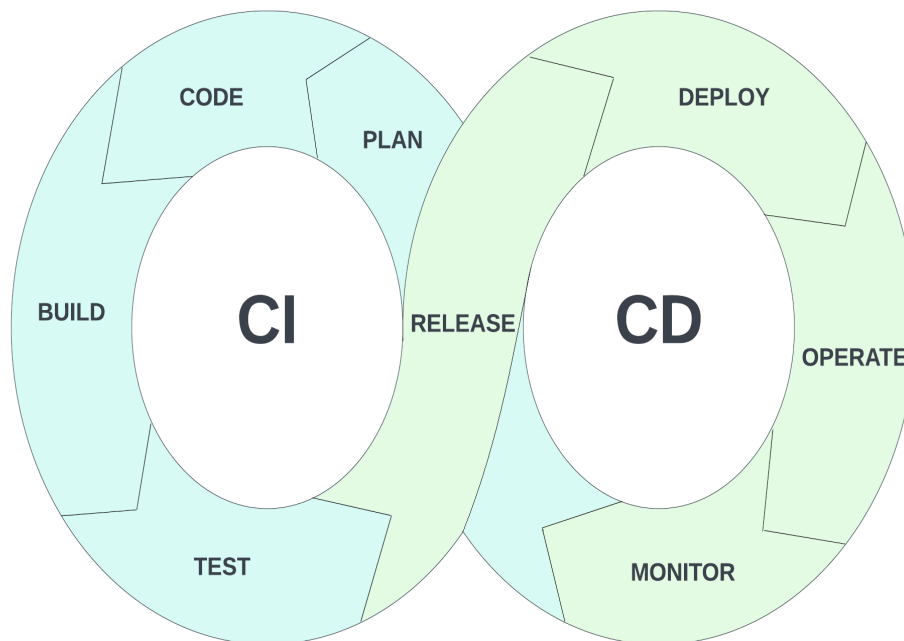 CODE
PLAN
DEPLOY
BUILD
CI
RELEASE
CD
OPERATE
TEST
MONITOR